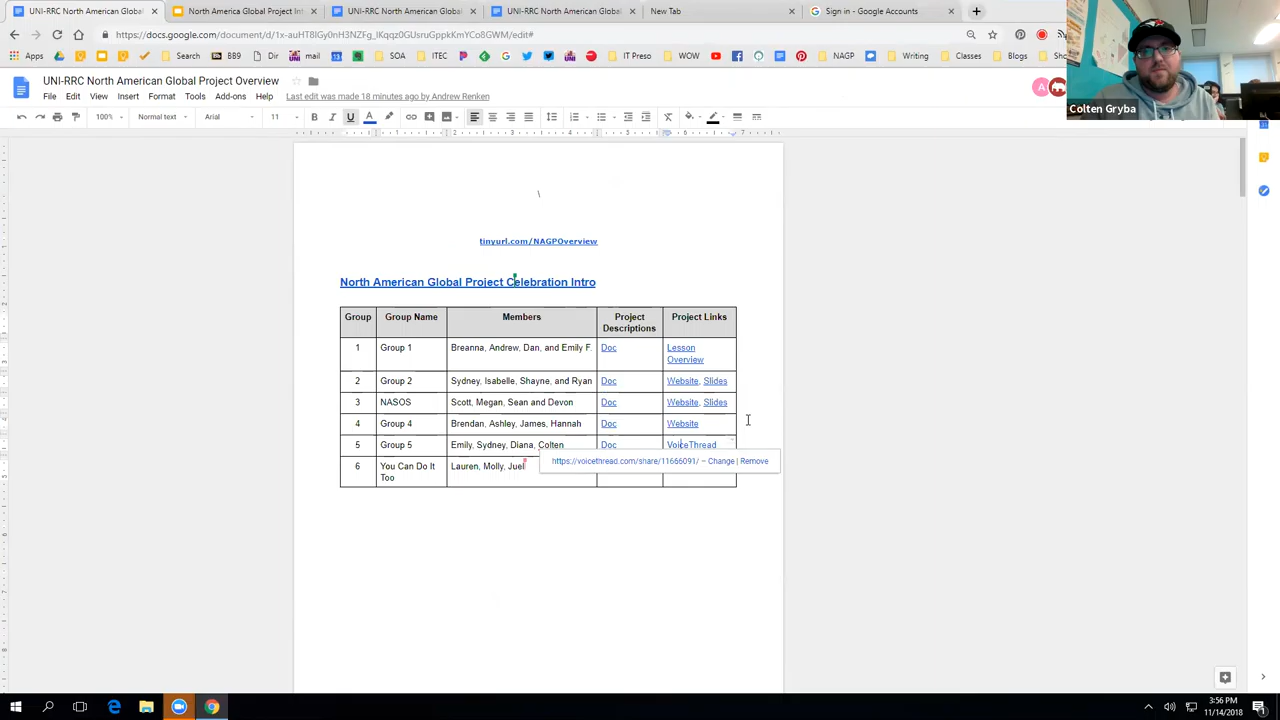 UNI-RRC North American Global
North America Global Project Int
UNI-RRC North American Global
UNI-RRC North American Global
New Tab
Sign in - Google Accounts
https://docs.google.com/document/d/1x-auHT8IGy0nH3NZFg_lKqqz0GUsruGppKtmYCo8GWM/edit#
Apps
Search
BB9
Dir
mail
SOA
ITEC
IT Preso
WOW
NAGP
Writing
Classes
Other bookmarks
UNI-RRC North American Global Project Overview
File Edit View Insert Format Tools Add-ons Help Last edit was made 18 minutes ago by Andrew Renken
100% Normal text Arial 11
Colten Gryba
\
tinyurl.com/NAGPOverview
North American Global Project Celebration Intro
Group Group Name Members Project Descriptions Project Links
1 Group 1 Breanna, Andrew, Dan, and Emily F. Doc Lesson Overview
2 Group 2 Sydney, Isabelle, Shayne, and Ryan Doc Website, Slides
3 NASOS Scott, Megan, Sean and Devon Doc Website, Slides
4 Group 4 Brendan, Ashley, James, Hannah Doc Website
5 Group 5 Emily, Sydney, Diana, Colten Doc VoiceThread
https://voicethread.com/share/11666091/ – Change | Remove
6 You Can Do It Too Lauren, Molly, Juel
3:56 PM
11/14/2018